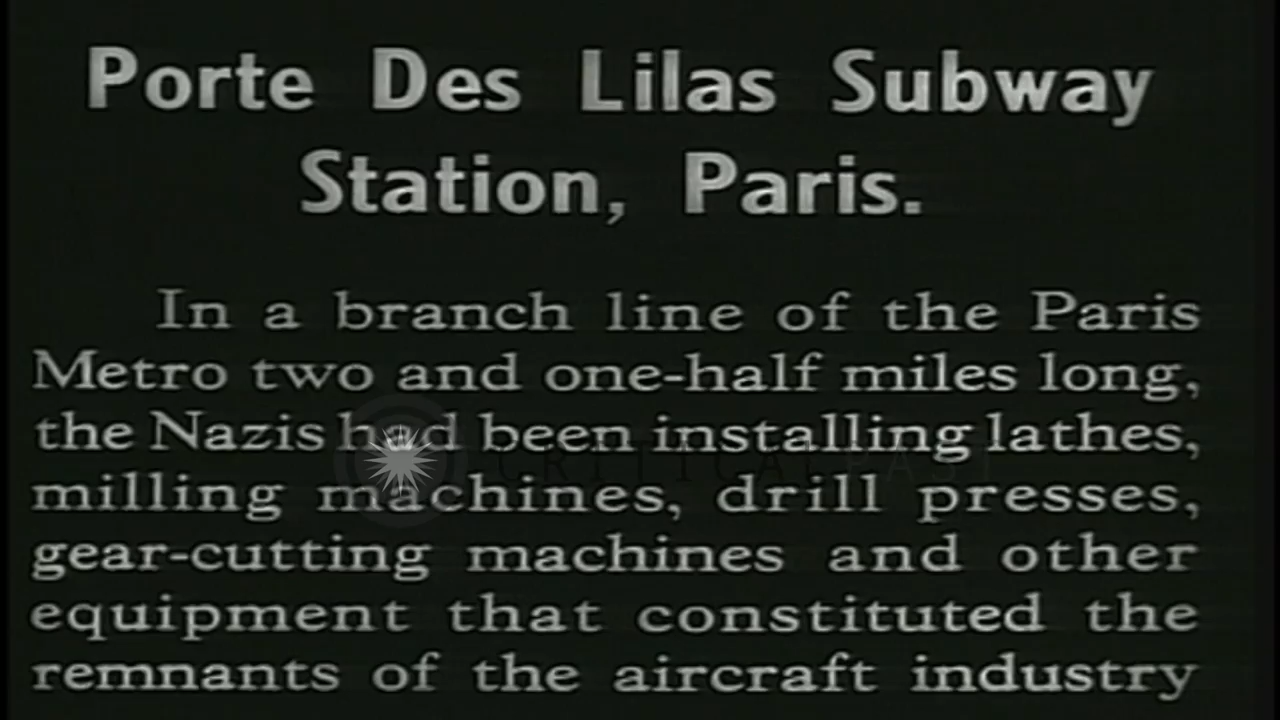 Porte Des Lilas Subway
Station, Paris.
In a branch line of the Paris
Metro two and one-half miles long,
the Nazis had been installing lathes,
milling machines, drill presses,
gear-cutting machines and other
equipment that constituted the
remnants of the aircraft industry
CRITICALPAST